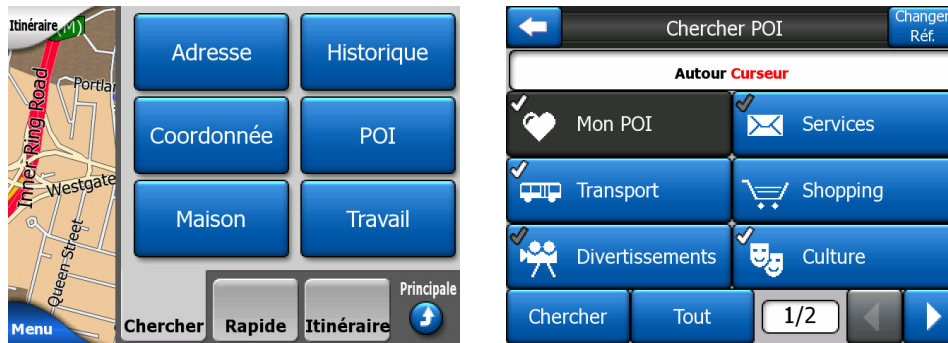 Itinéraire
(M)
Inner Ring Road
Portla
Westgate
Queen Street
Menu
Adresse
Historique
Coordonnée
POI
Maison
Travail
Chercher
Rapide
Itinéraire
Principale
Chercher POI
Changer
Réf.
Autour Curseur
Mon POI
Services
Transport
Shopping
Divertissements
Culture
Chercher
Tout
1/2